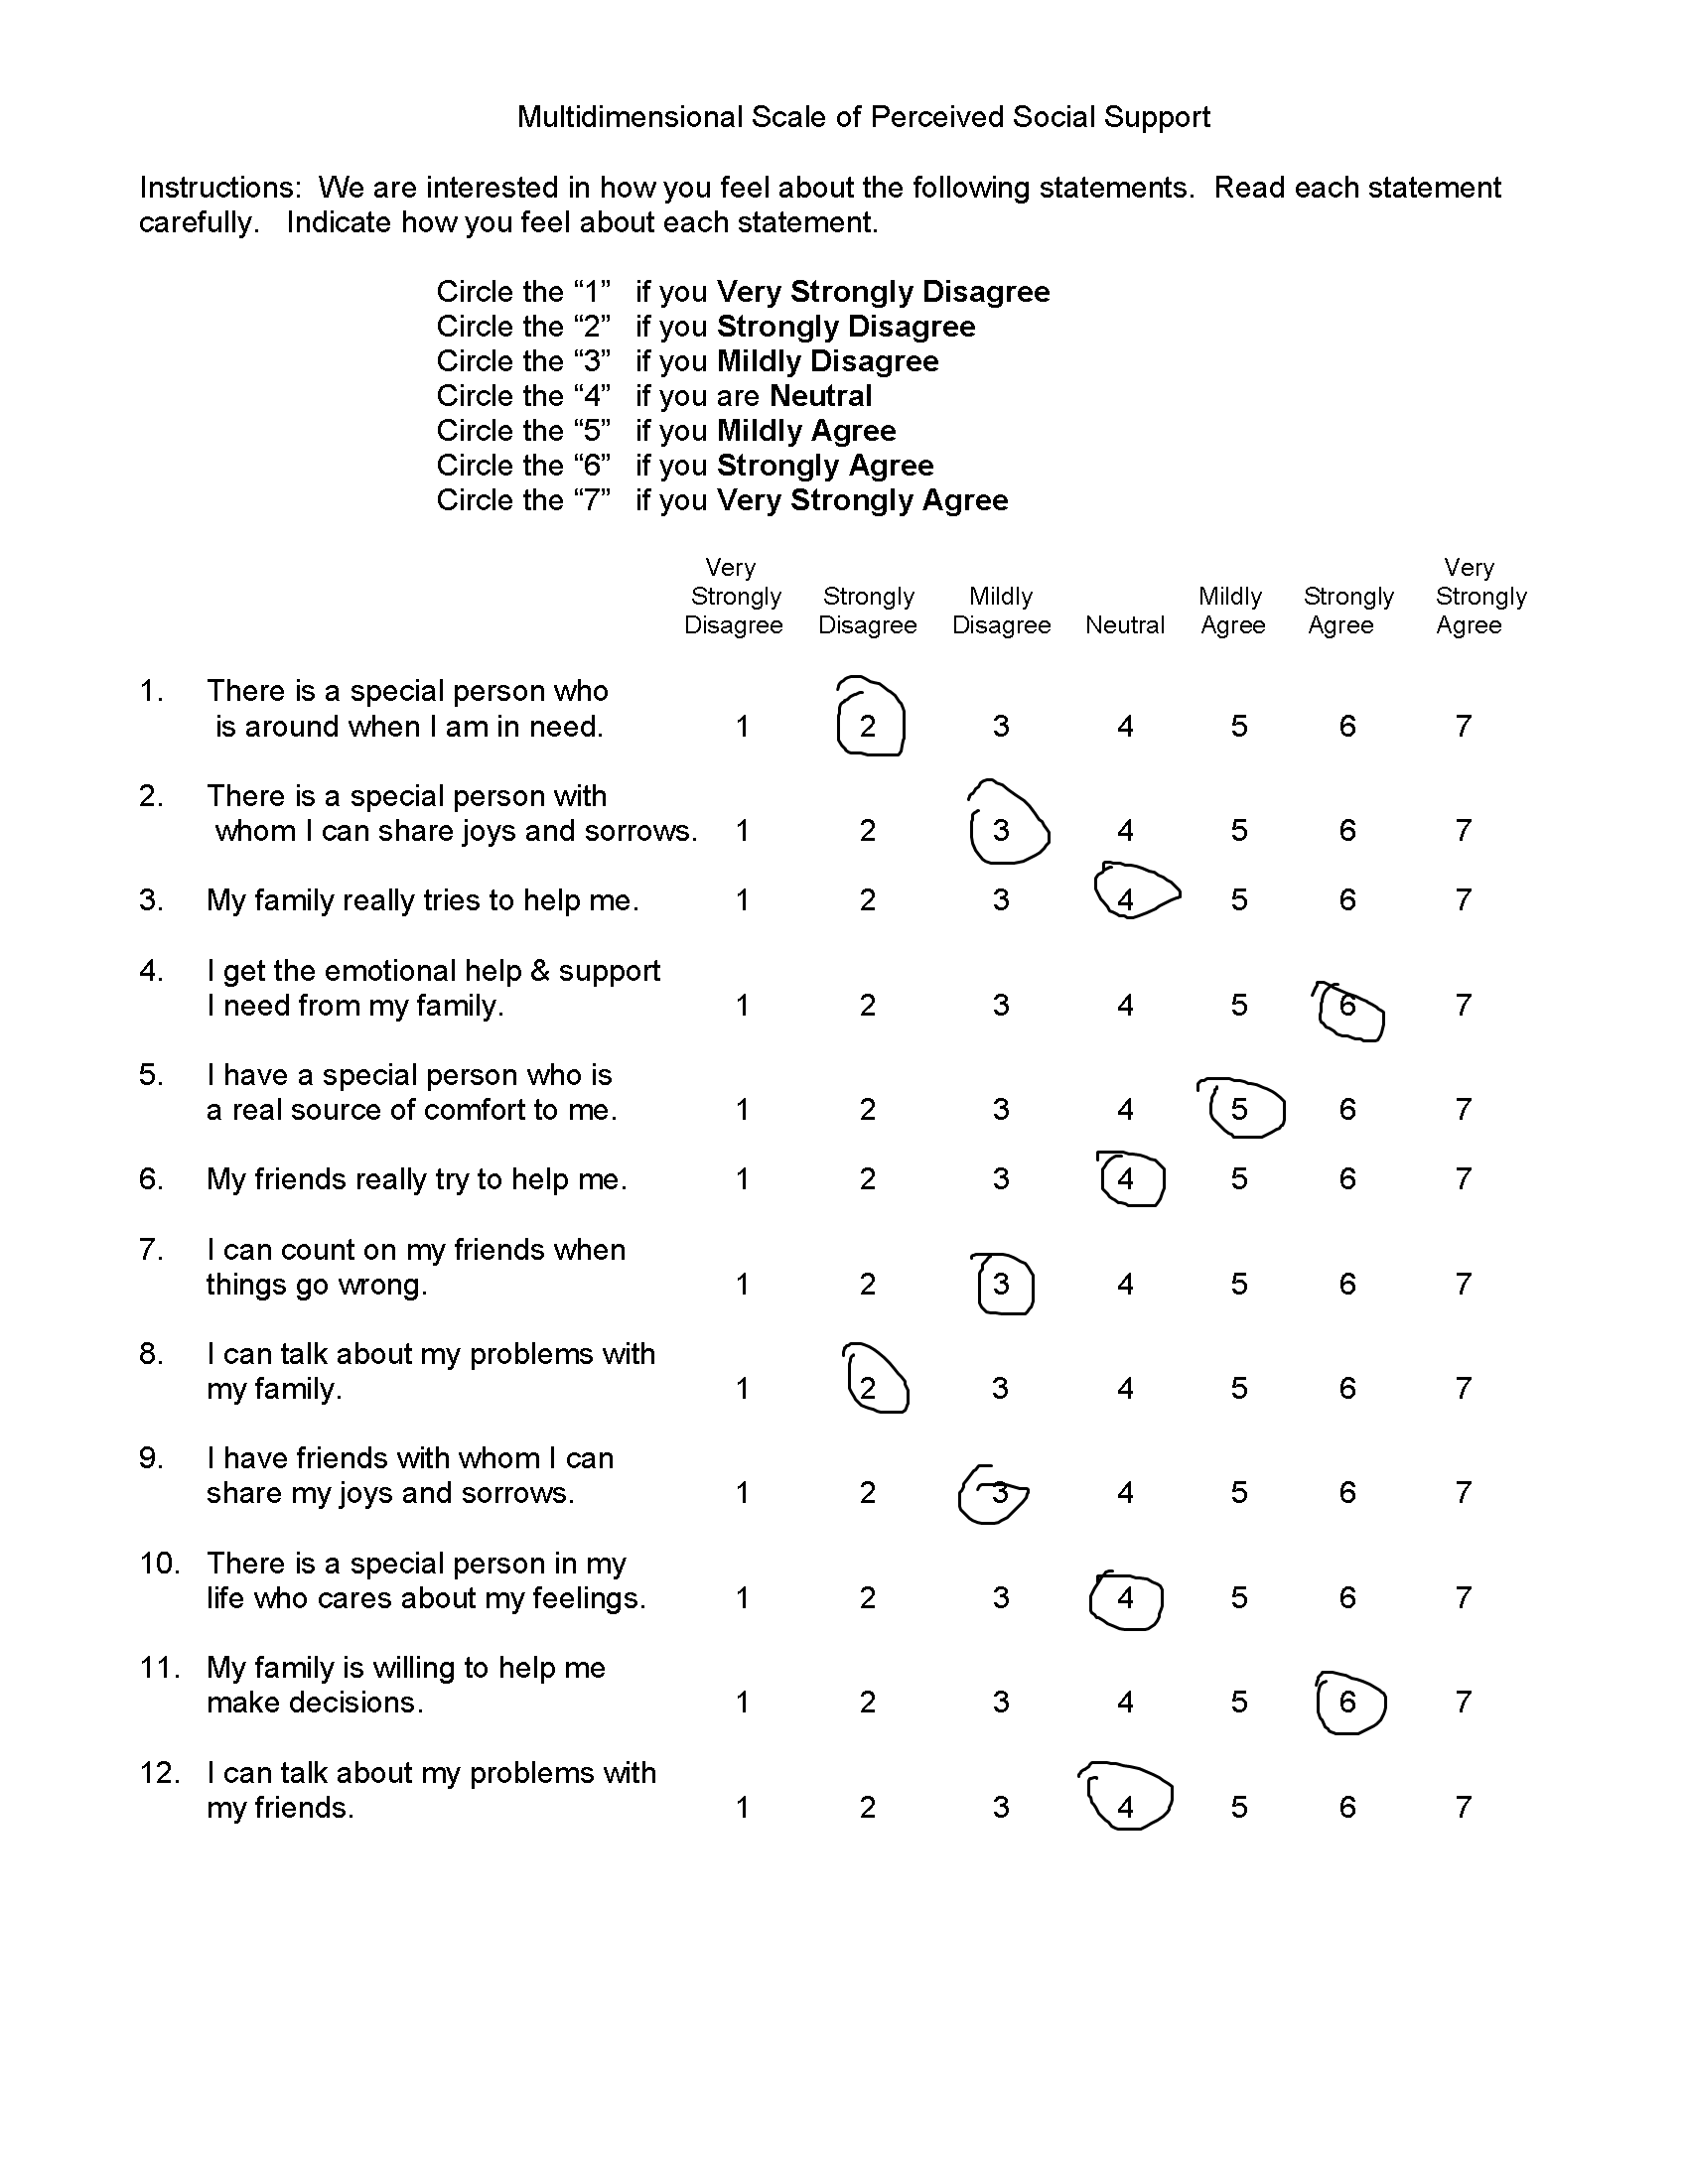 Multidimensional Scale of Perceived Social Support
Instructions:  We are interested in how you feel about the following statements.  Read each statement
carefully.   Indicate how you feel about each statement.
Circle the “1”   if you Very Strongly Disagree
Circle the “2”   if you Strongly Disagree
Circle the “3”   if you Mildly Disagree
Circle the “4”   if you are Neutral
Circle the “5”   if you Mildly Agree
Circle the “6”   if you Strongly Agree
Circle the “7”   if you Very Strongly Agree
Very Very
Strongly Strongly Mildly Mildly Strongly Strongly
Disagree Disagree Disagree Neutral Agree Agree Agree
1. There is a special person who
is around when I am in need. 1 2 3 4 5 6 7
2. There is a special person with
whom I can share joys and sorrows. 1 2 3 4 5 6 7
3. My family really tries to help me. 1 2 3 4 5 6 7
4. I get the emotional help & support
I need from my family. 1 2 3 4 5 6 7
5. I have a special person who is
a real source of comfort to me. 1 2 3 4 5 6 7
6. My friends really try to help me. 1 2 3 4 5 6 7
7. I can count on my friends when
things go wrong. 1 2 3 4 5 6 7
8. I can talk about my problems with
my family. 1 2 3 4 5 6 7
9. I have friends with whom I can
share my joys and sorrows. 1 2 3 4 5 6 7
10. There is a special person in my
life who cares about my feelings. 1 2 3 4 5 6 7
11. My family is willing to help me
make decisions. 1 2 3 4 5 6 7
12. I can talk about my problems with
my friends. 1 2 3 4 5 6 7